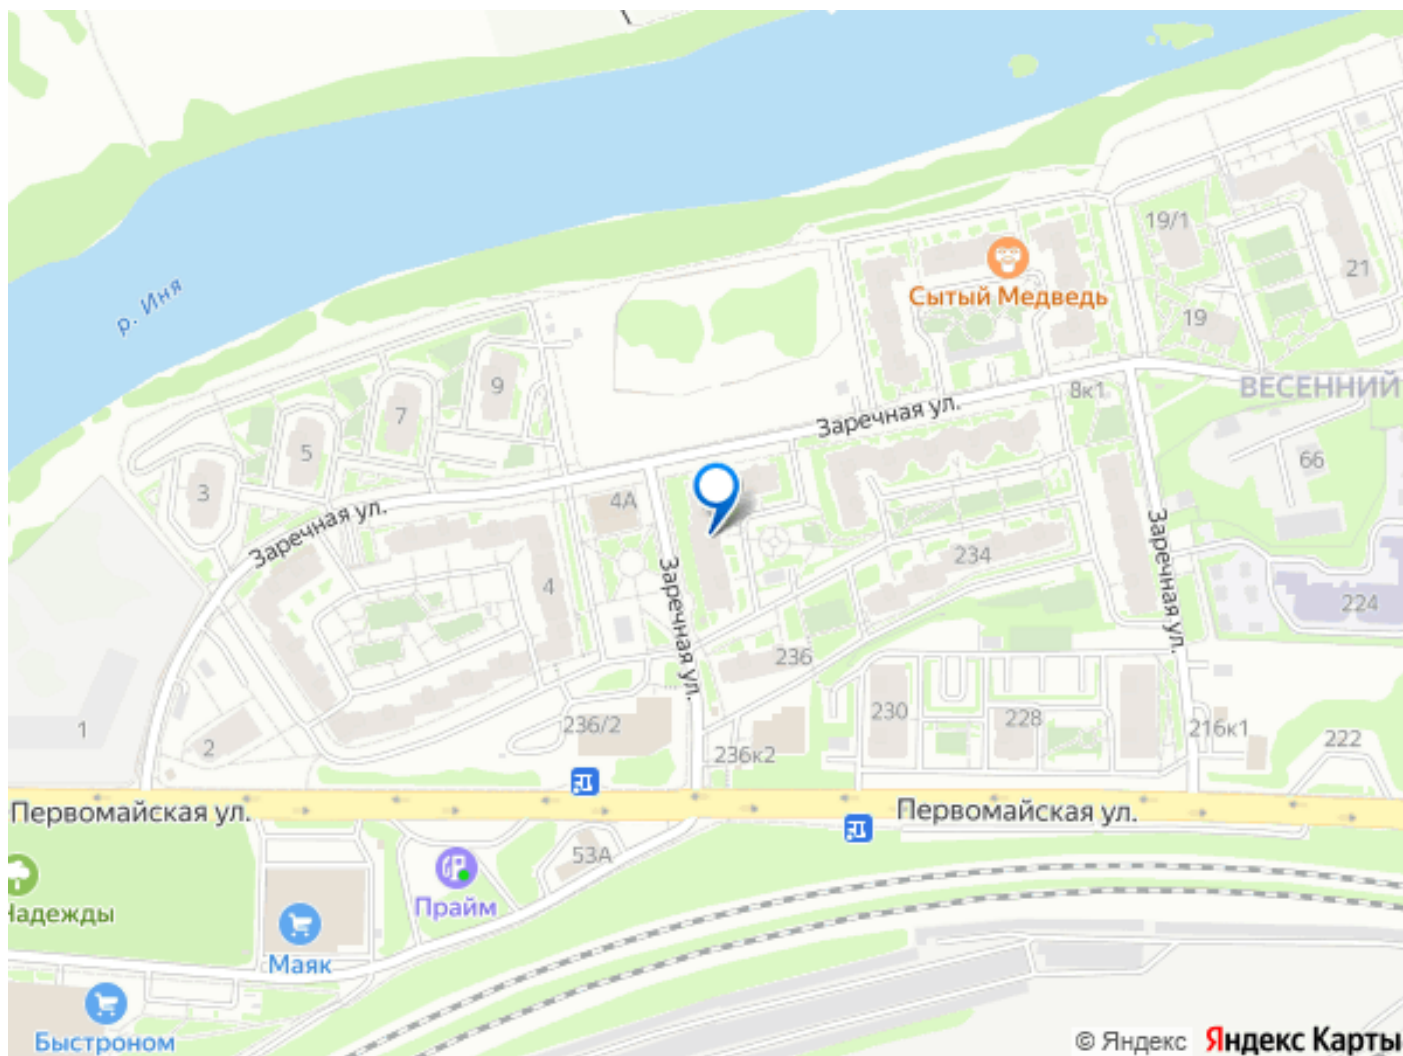 19/1
21
р. Иня
Сытый Медведь
19
9
8к1
ВЕСЕННИЙ
7
Заречная ул.
5
66
3
4А
Заречная ул.
Заречная ул.
Заречная ул.
234
4
224
236
1
2
236/2
236к2
230
228
216к1
222
Первомайская ул.
Первомайская ул.
53А
Прайм
Надежды
Маяк
Быстроном
© Яндекс Яндекс Карты